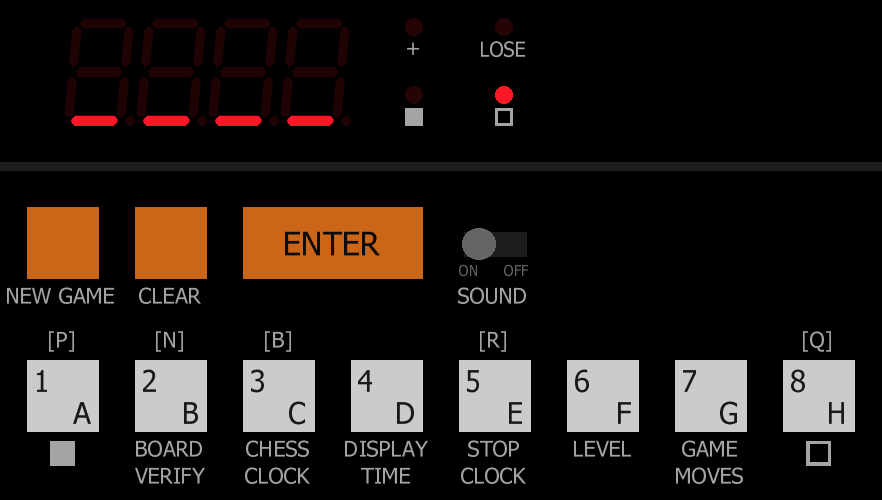 + LOSE
ENTER
ON OFF
NEW GAME CLEAR SOUND
[P] [N] [B] [R] [Q]
1 2 3 4 5 6 7 8
A B C D E F G H
BOARD CHESS DISPLAY STOP LEVEL GAME
VERIFY CLOCK TIME CLOCK MOVES